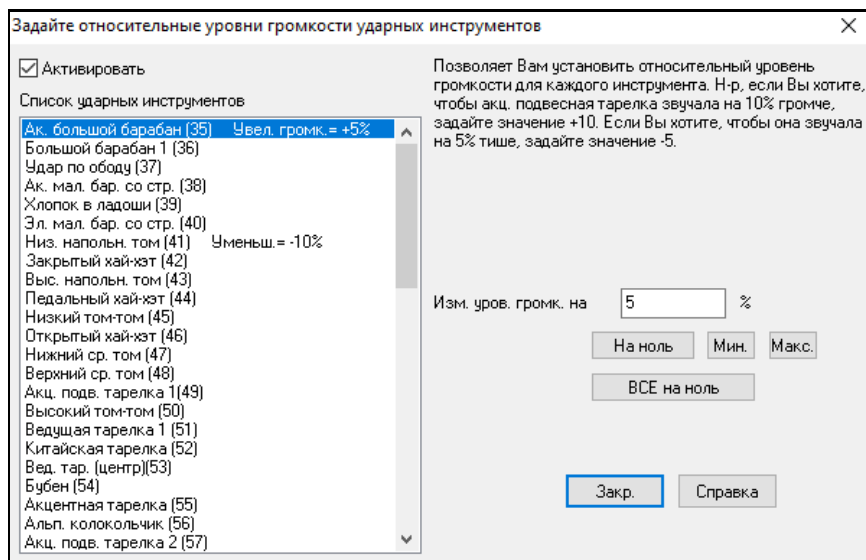 Задайте относительные уровни громкости ударных инструментов
Активировать
Список ударных инструментов
Ак. большой барабан (35) Увел. громк.= +5%
Большой барабан 1 (36)
Удар по ободу (37)
Ак. мал. бар. со стр. (38)
Хлопок в ладоши (39)
Эл. мал. бар. со стр. (40)
Низ. напольн. том (41) Уменьш.= -10%
Закрытый хай-хэт (42)
Выс. напольн. том (43)
Педальный хай-хэт (44)
Низкий том-том (45)
Открытый хай-хэт (46)
Нижний ср. том (47)
Верхний ср. том (48)
Акц. подв. тарелка 1(49)
Высокий том-том (50)
Ведущая тарелка 1 (51)
Китайская тарелка (52)
Вед. тар. (центр)(53)
Бубен (54)
Акцентная тарелка (55)
Альп. колокольчик (56)
Акц. подв. тарелка 2 (57)
Позволяет Вам установить относительный уровень
громкости для каждого инструмента. Н-р, если Вы хотите,
чтобы акц. подвесная тарелка звучала на 10% громче,
задайте значение +10. Если Вы хотите, чтобы она звучала
на 5% тише, задайте значение -5.
Изм. уров. громк. на 5 %
На ноль Мин. Макс.
ВСЕ на ноль
Закр. Справка